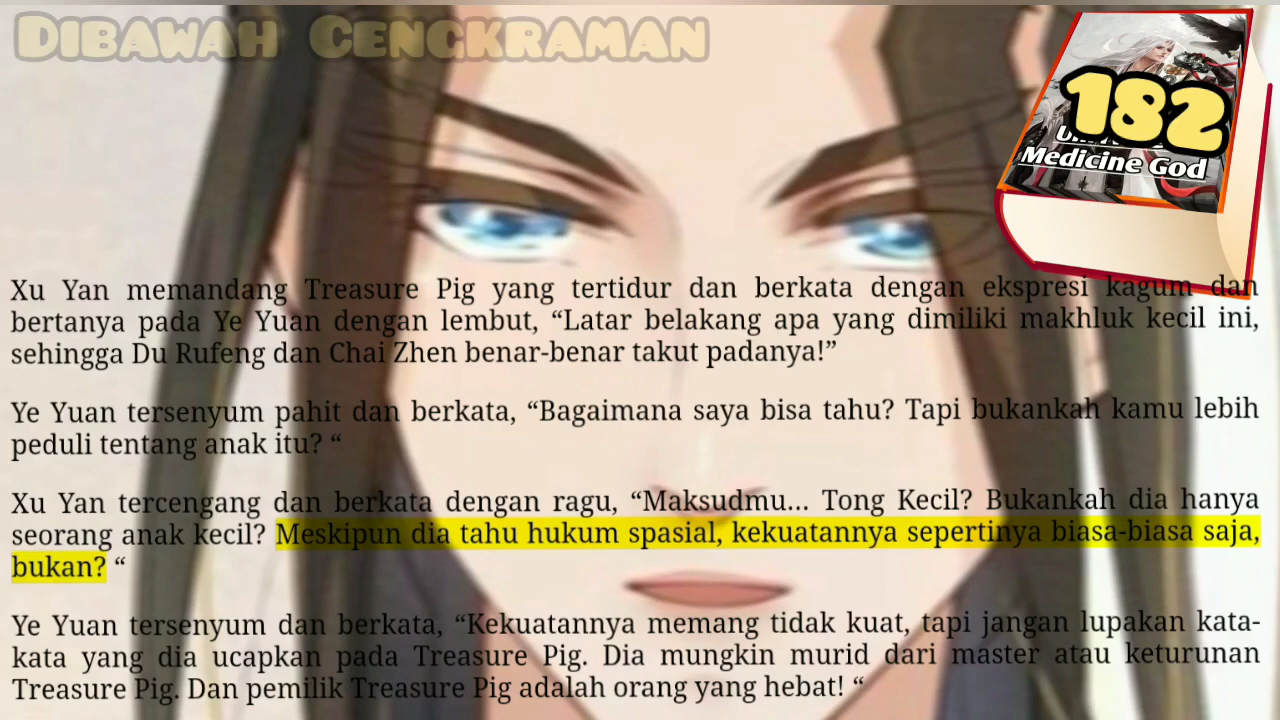 DIBAWAH CENGKRAMAN
182
Medicine God
Xu Yan memandang Treasure Pig yang tertidur dan berkata dengan ekspresi kagum dan
bertanya pada Ye Yuan dengan lembut, “Latar belakang apa yang dimiliki makhluk kecil ini,
sehingga Du Rufeng dan Chai Zhen benar-benar takut padanya!”
Ye Yuan tersenyum pahit dan berkata, “Bagaimana saya bisa tahu? Tapi bukankah kamu lebih
peduli tentang anak itu? “
Xu Yan tercengang dan berkata dengan ragu, “Maksudmu... Tong Kecil? Bukankah dia hanya
seorang anak kecil? Meskipun dia tahu hukum spasial, kekuatannya sepertinya biasa-biasa saja,
bukan? “
Ye Yuan tersenyum dan berkata, “Kekuatannya memang tidak kuat, tapi jangan lupakan kata-
kata yang dia ucapkan pada Treasure Pig. Dia mungkin murid dari master atau keturunan
Treasure Pig. Dan pemilik Treasure Pig adalah orang yang hebat! “